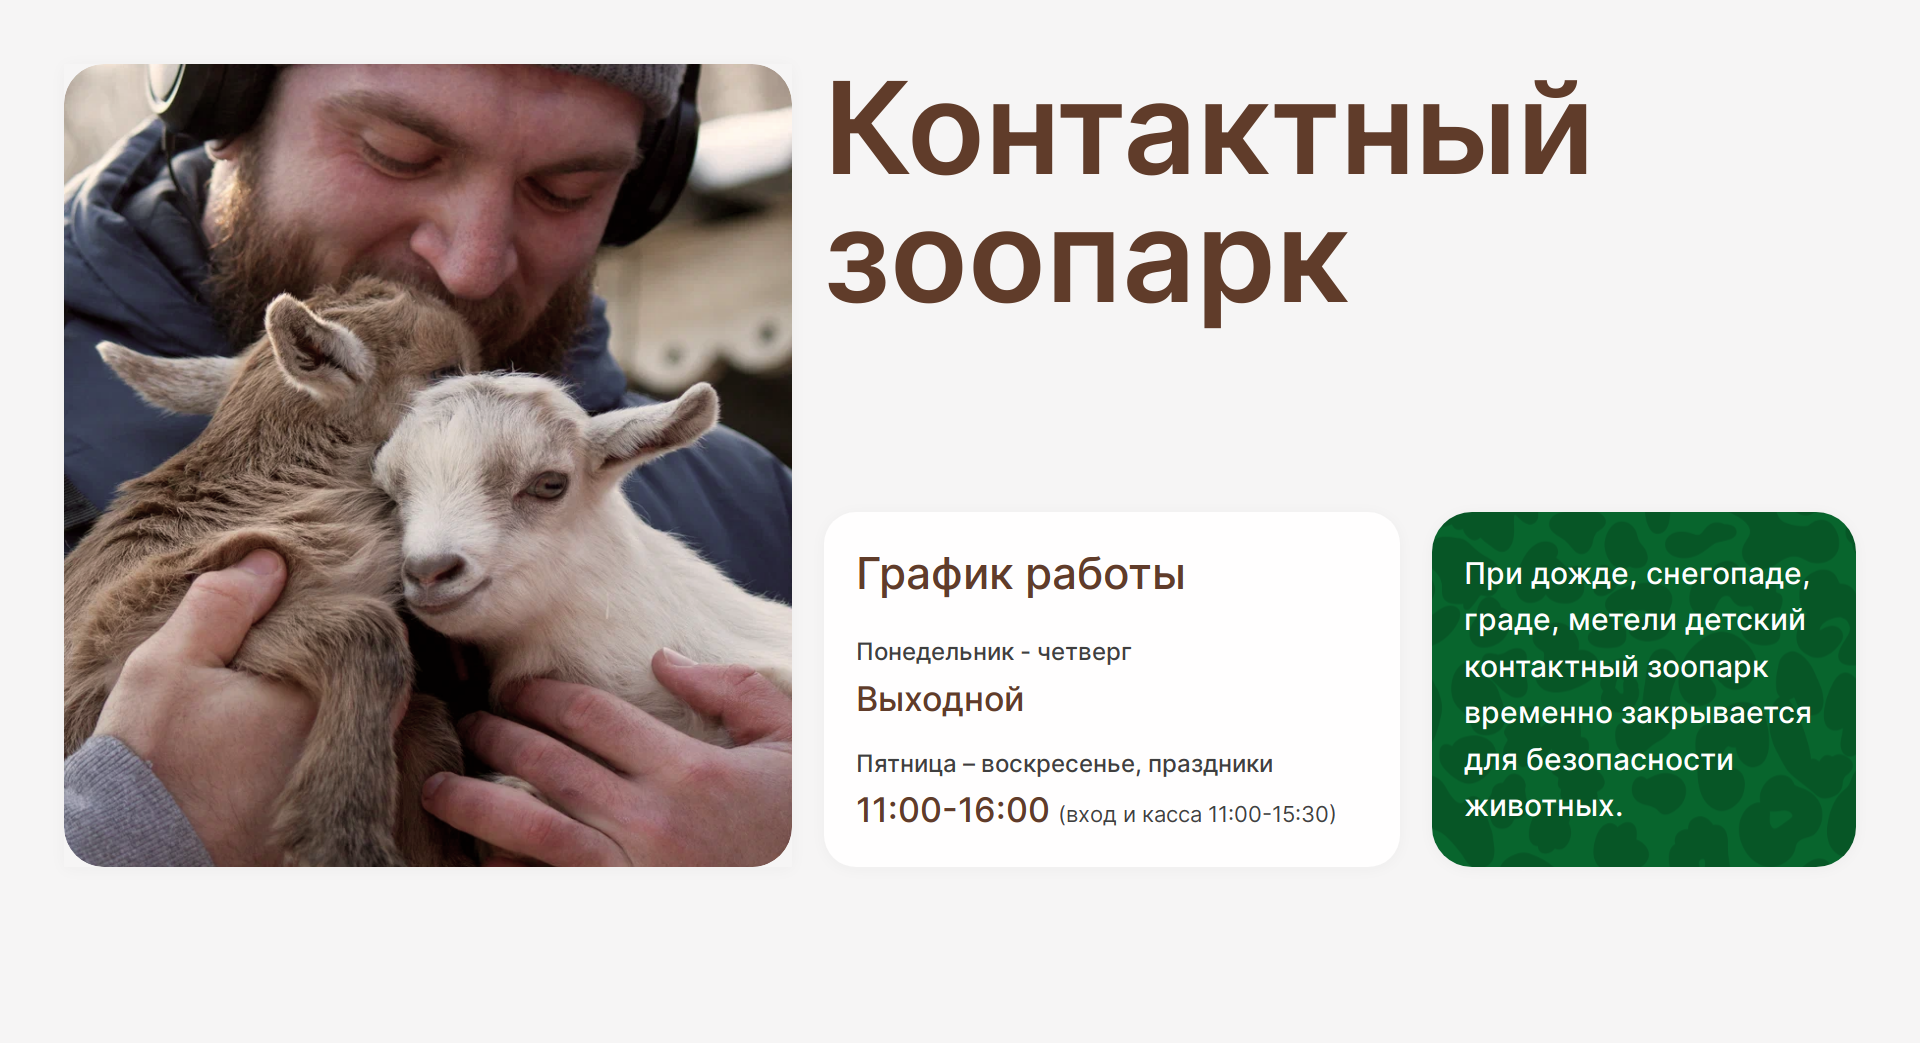 Контактный
зоопарк
График работы
Понедельник - четверг
Выходной
Пятница – воскресенье, праздники
11:00-16:00 (вход и касса 11:00-15:30)
При дожде, снегопаде,
граде, метели детский
контактный зоопарк
временно закрывается
для безопасности
животных.